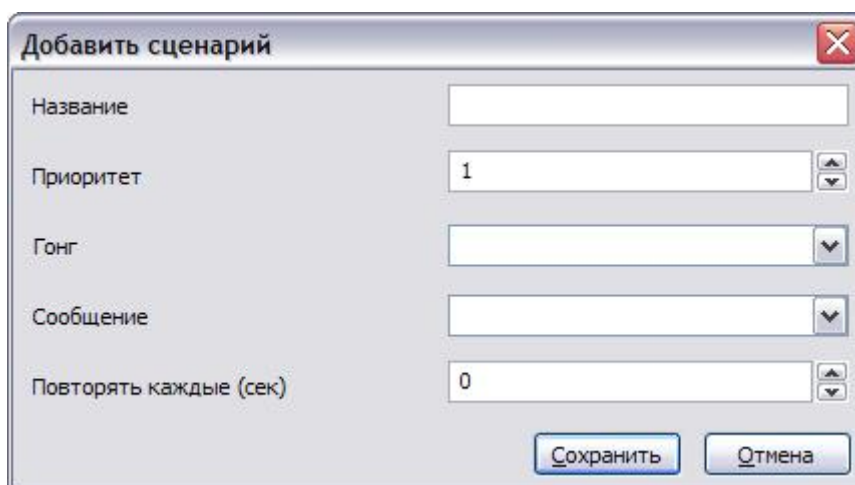 Добавить сценарий
Название
Приоритет 1
Гонг
Сообщение
Повторять каждые (сек) 0
Сохранить Отмена